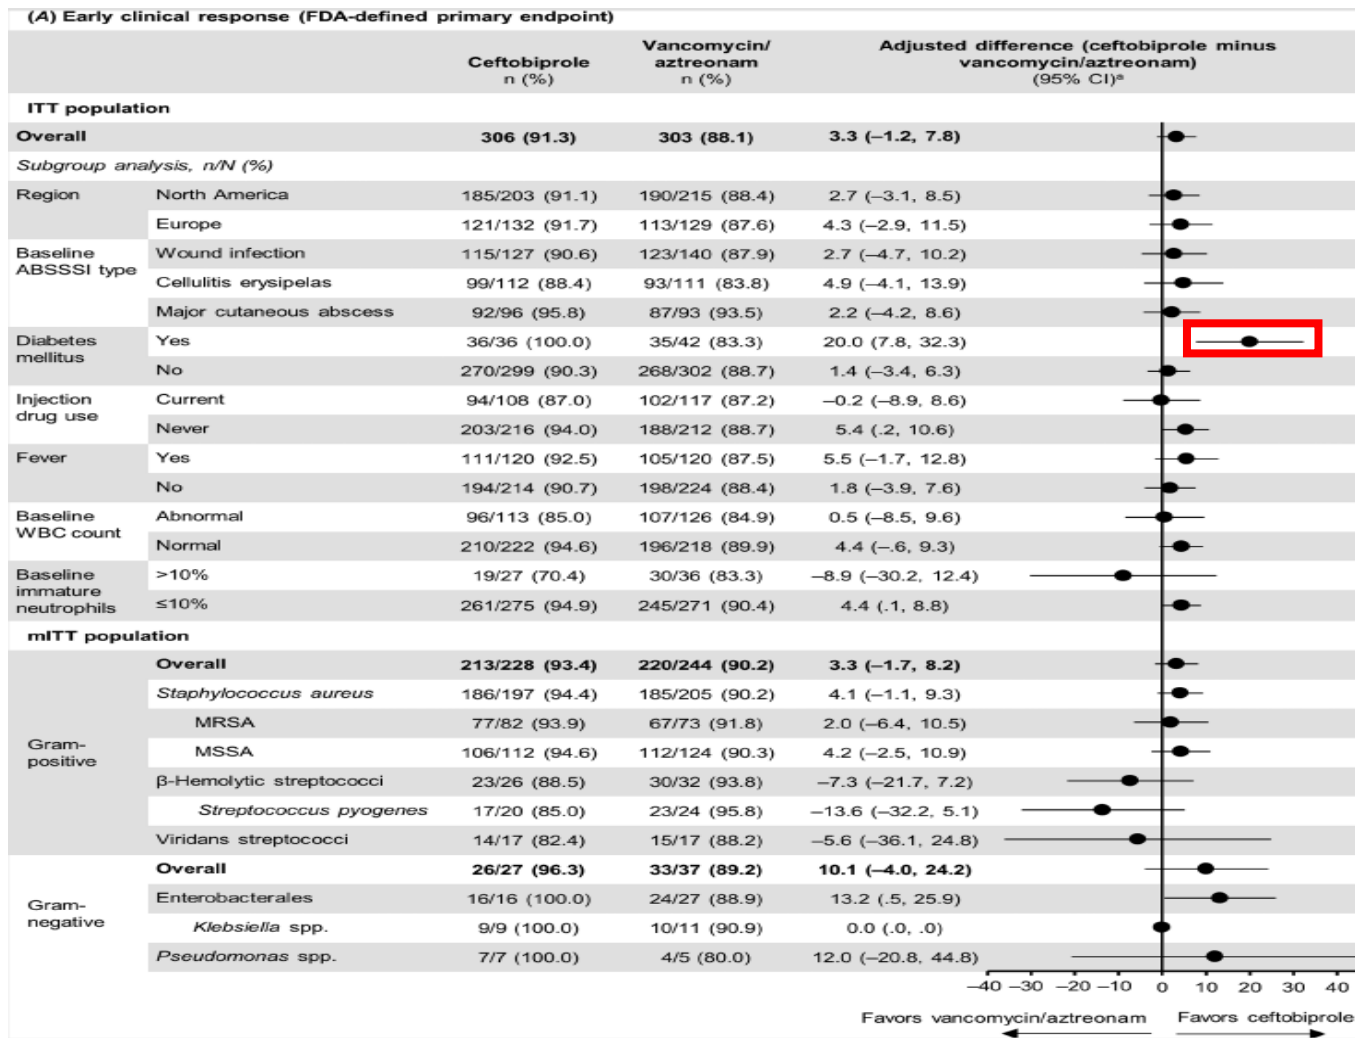 (A) Early clinical response (FDA-defined primary endpoint)
Ceftobiprole n (%) Vancomycin/ aztreonam n (%) Adjusted difference (ceftobiprole minus vancomycin/aztreonam) (95% CI)ᵃ
ITT population
Overall 306 (91.3) 303 (88.1) 3.3 (–1.2, 7.8)
Subgroup analysis, n/N (%)
Region North America 185/203 (91.1) 190/215 (88.4) 2.7 (–3.1, 8.5)
Europe 121/132 (91.7) 113/129 (87.6) 4.3 (–2.9, 11.5)
Baseline ABSSSI type Wound infection 115/127 (90.6) 123/140 (87.9) 2.7 (–4.7, 10.2)
Cellulitis erysipelas 99/112 (88.4) 93/111 (83.8) 4.9 (–4.1, 13.9)
Major cutaneous abscess 92/96 (95.8) 87/93 (93.5) 2.2 (–4.2, 8.6)
Diabetes mellitus Yes 36/36 (100.0) 35/42 (83.3) 20.0 (7.8, 32.3)
No 270/299 (90.3) 268/302 (88.7) 1.4 (–3.4, 6.3)
Injection drug use Current 94/108 (87.0) 102/117 (87.2) –0.2 (–8.9, 8.6)
Never 203/216 (94.0) 188/212 (88.7) 5.4 (.2, 10.6)
Fever Yes 111/120 (92.5) 105/120 (87.5) 5.5 (–1.7, 12.8)
No 194/214 (90.7) 198/224 (88.4) 1.8 (–3.9, 7.6)
Baseline WBC count Abnormal 96/113 (85.0) 107/126 (84.9) 0.5 (–8.5, 9.6)
Normal 210/222 (94.6) 196/218 (89.9) 4.4 (–.6, 9.3)
Baseline immature neutrophils >10% 19/27 (70.4) 30/36 (83.3) –8.9 (–30.2, 12.4)
≤10% 261/275 (94.9) 245/271 (90.4) 4.4 (.1, 8.8)
mITT population
Gram-positive Overall 213/228 (93.4) 220/244 (90.2) 3.3 (–1.7, 8.2)
Staphylococcus aureus 186/197 (94.4) 185/205 (90.2) 4.1 (–1.1, 9.3)
MRSA 77/82 (93.9) 67/73 (91.8) 2.0 (–6.4, 10.5)
MSSA 106/112 (94.6) 112/124 (90.3) 4.2 (–2.5, 10.9)
β-Hemolytic streptococci 23/26 (88.5) 30/32 (93.8) –7.3 (–21.7, 7.2)
Streptococcus pyogenes 17/20 (85.0) 23/24 (95.8) –13.6 (–32.2, 5.1)
Viridans streptococci 14/17 (82.4) 15/17 (88.2) –5.6 (–36.1, 24.8)
Gram-negative Overall 26/27 (96.3) 33/37 (89.2) 10.1 (–4.0, 24.2)
Enterobacterales 16/16 (100.0) 24/27 (88.9) 13.2 (.5, 25.9)
Klebsiella spp. 9/9 (100.0) 10/11 (90.9) 0.0 (.0, .0)
Pseudomonas spp. 7/7 (100.0) 4/5 (80.0) 12.0 (–20.8, 44.8)
–40 –30 –20 –10 0 10 20 30 40
Favors vancomycin/aztreonam Favors ceftobiprole